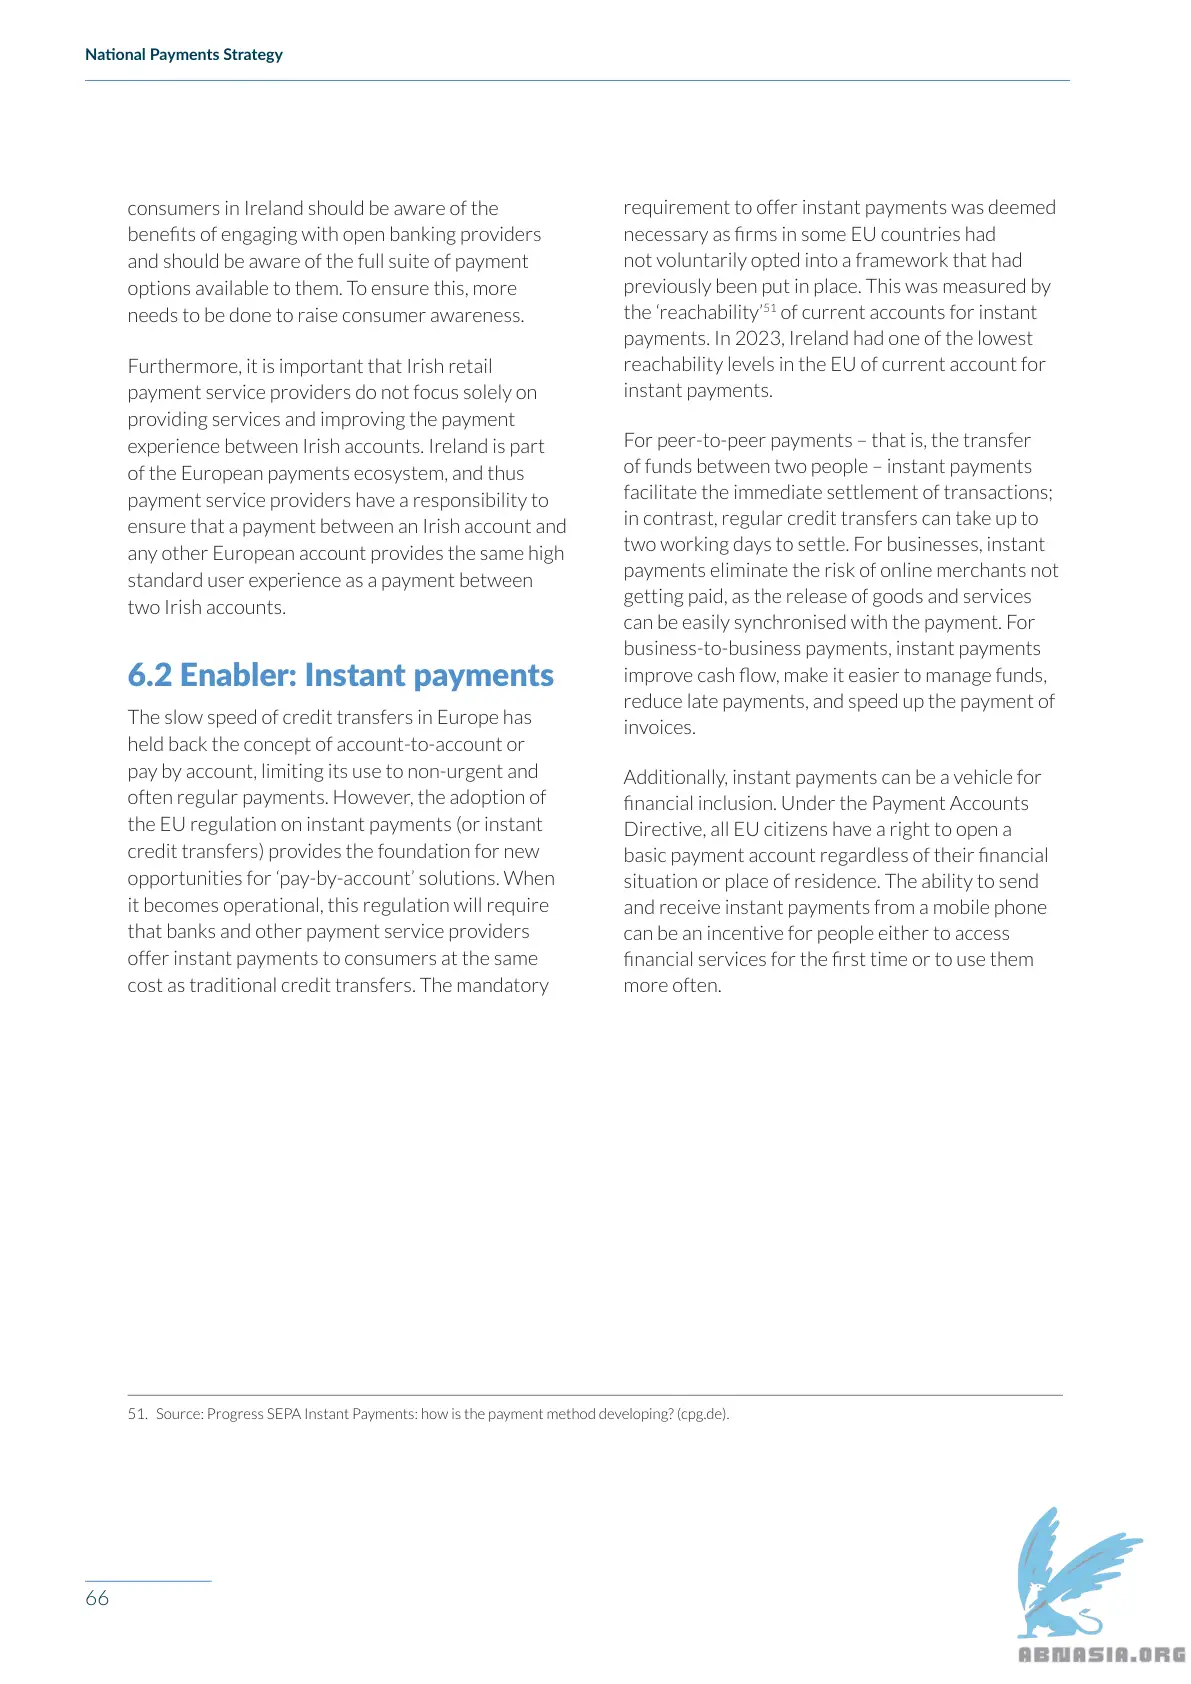 National Payments Strategy
consumers in Ireland should be aware of the
benefits of engaging with open banking providers
and should be aware of the full suite of payment
options available to them. To ensure this, more
needs to be done to raise consumer awareness.
Furthermore, it is important that Irish retail
payment service providers do not focus solely on
providing services and improving the payment
experience between Irish accounts. Ireland is part
of the European payments ecosystem, and thus
payment service providers have a responsibility to
ensure that a payment between an Irish account and
any other European account provides the same high
standard user experience as a payment between
two Irish accounts.
6.2 Enabler: Instant payments
The slow speed of credit transfers in Europe has
held back the concept of account-to-account or
pay by account, limiting its use to non-urgent and
often regular payments. However, the adoption of
the EU regulation on instant payments (or instant
credit transfers) provides the foundation for new
opportunities for ‘pay-by-account’ solutions. When
it becomes operational, this regulation will require
that banks and other payment service providers
offer instant payments to consumers at the same
cost as traditional credit transfers. The mandatory
requirement to offer instant payments was deemed
necessary as firms in some EU countries had
not voluntarily opted into a framework that had
previously been put in place. This was measured by
the ‘reachability’51 of current accounts for instant
payments. In 2023, Ireland had one of the lowest
reachability levels in the EU of current account for
instant payments.
For peer-to-peer payments – that is, the transfer
of funds between two people – instant payments
facilitate the immediate settlement of transactions;
in contrast, regular credit transfers can take up to
two working days to settle. For businesses, instant
payments eliminate the risk of online merchants not
getting paid, as the release of goods and services
can be easily synchronised with the payment. For
business-to-business payments, instant payments
improve cash flow, make it easier to manage funds,
reduce late payments, and speed up the payment of
invoices.
Additionally, instant payments can be a vehicle for
financial inclusion. Under the Payment Accounts
Directive, all EU citizens have a right to open a
basic payment account regardless of their financial
situation or place of residence. The ability to send
and receive instant payments from a mobile phone
can be an incentive for people either to access
financial services for the first time or to use them
more often.
51. Source: Progress SEPA Instant Payments: how is the payment method developing? (cpg.de).
66
ABNASIA.ORG